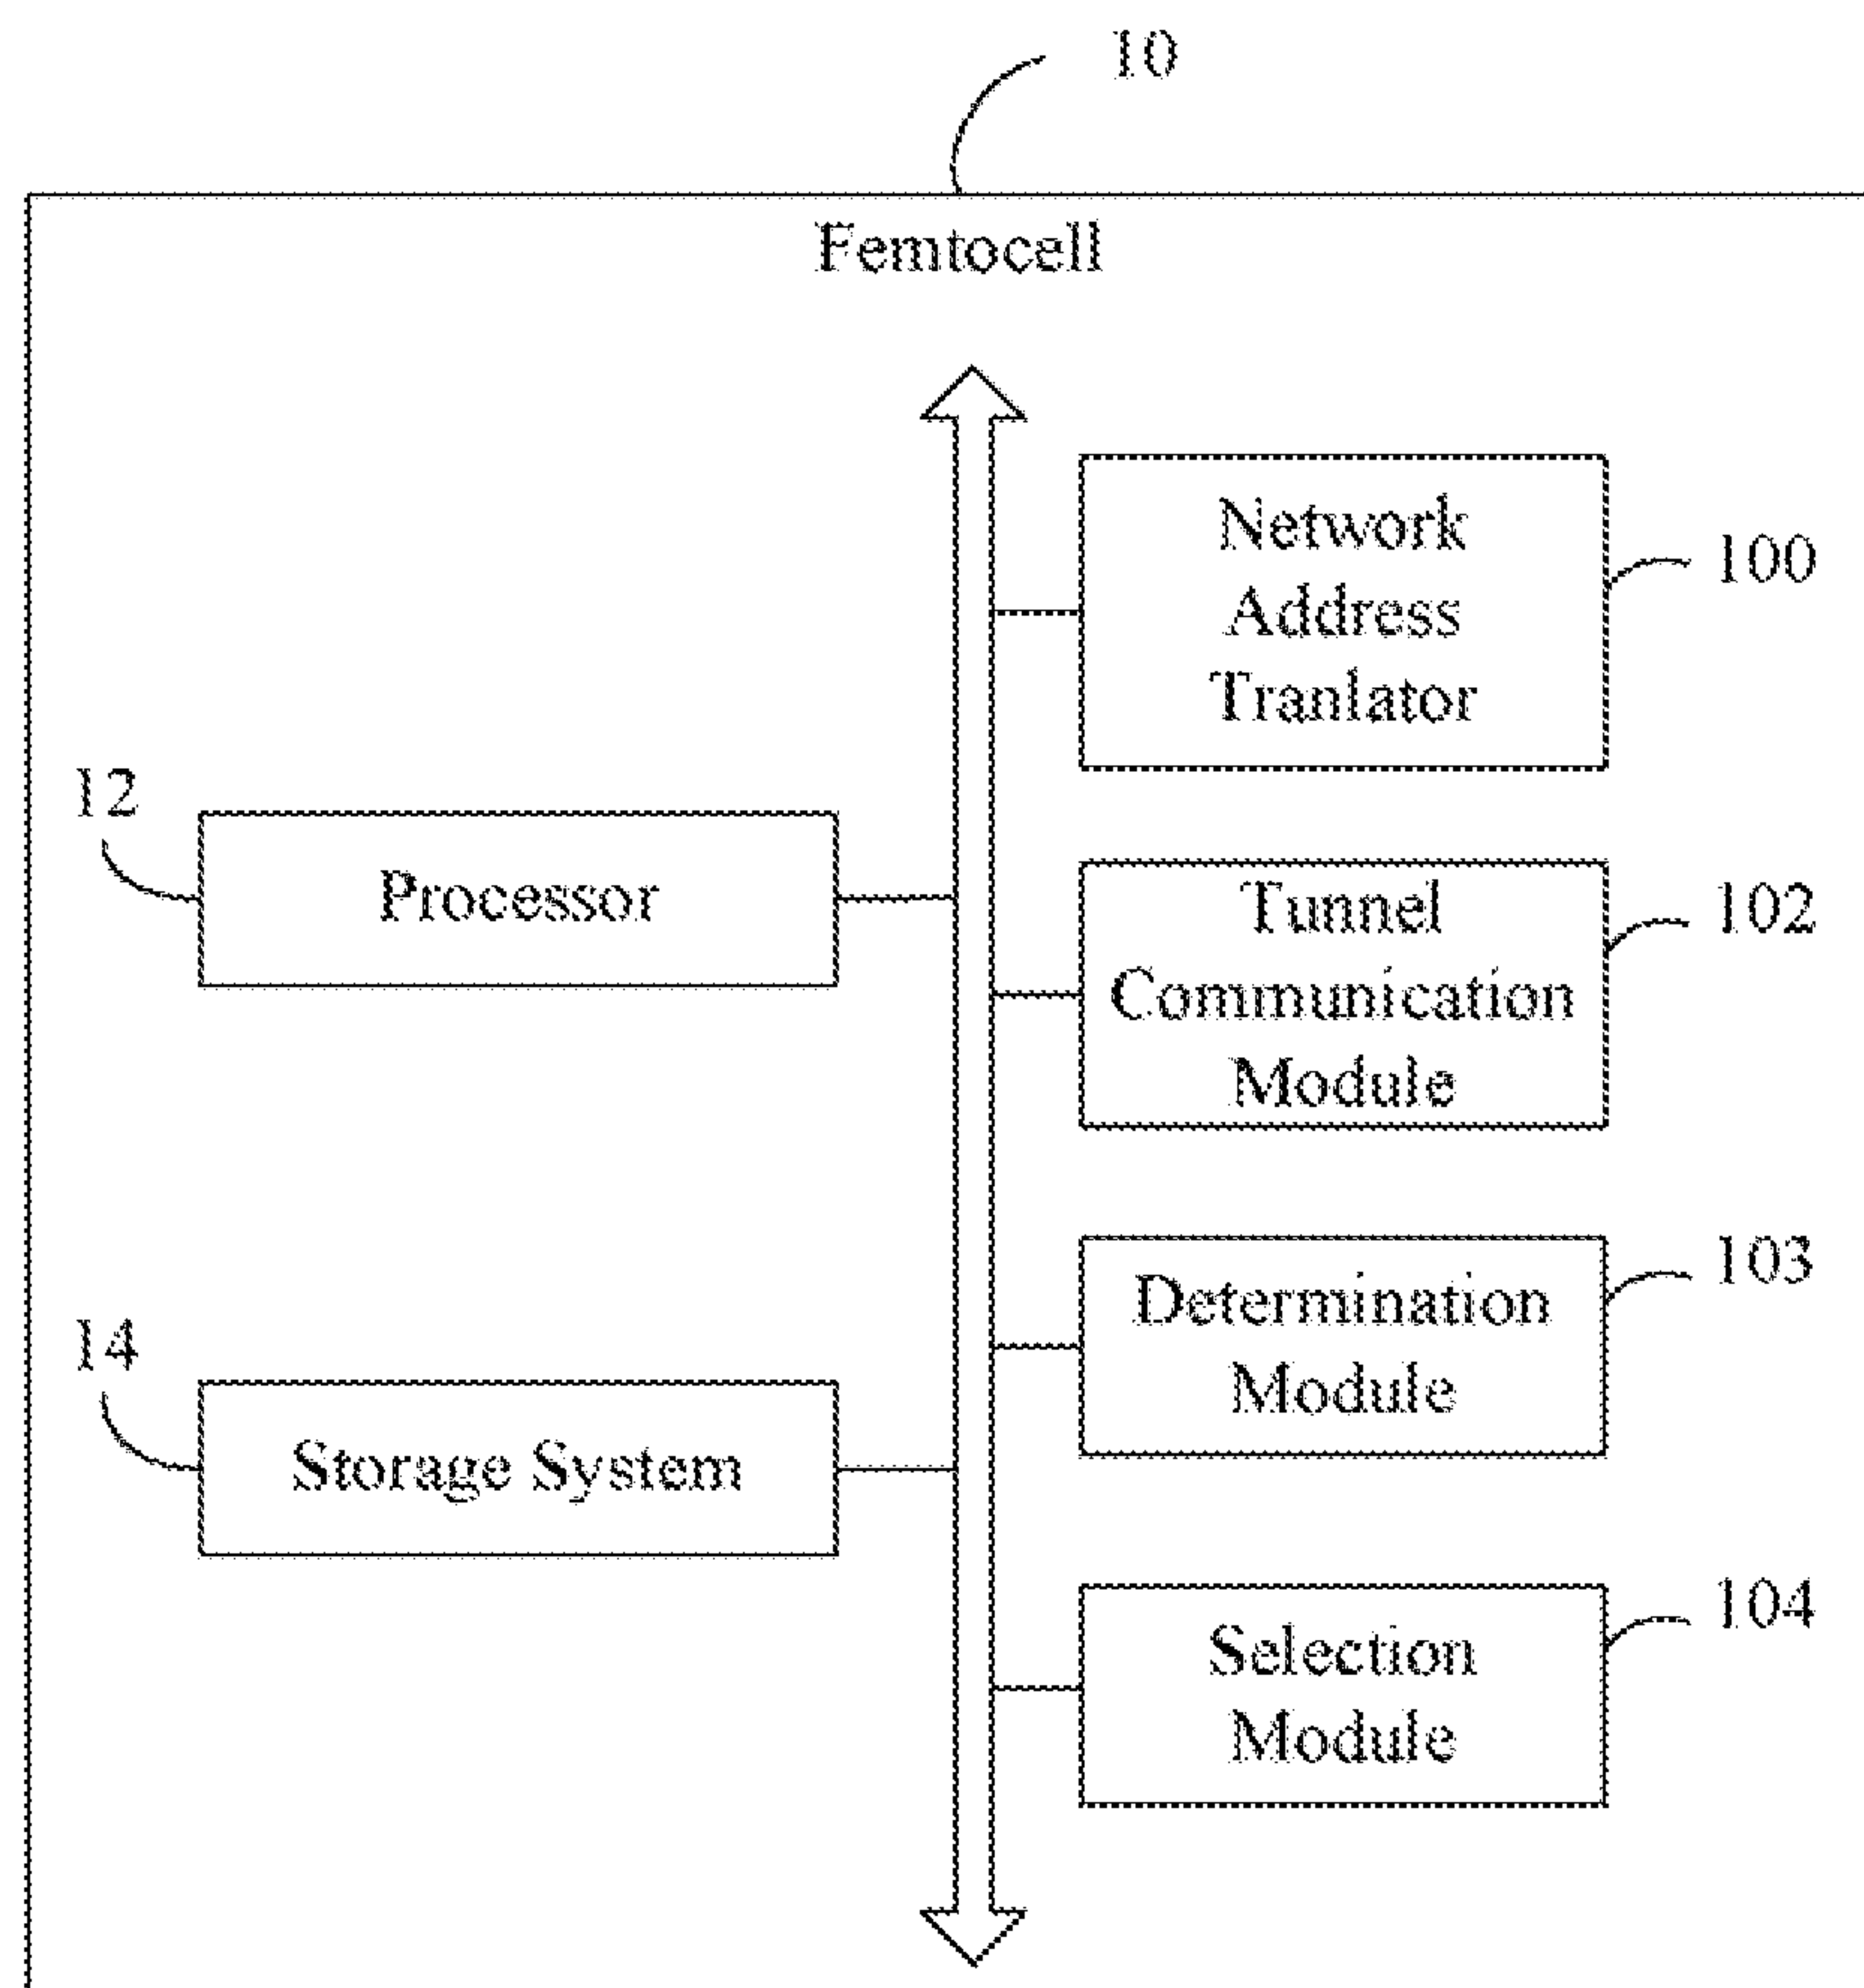 10
Femtocell
Network
Address
Tranlator
100
12
Processor
Tunnel
Communication
Module
102
Determination
Module
103
14
Storage System
Selection
Module
104